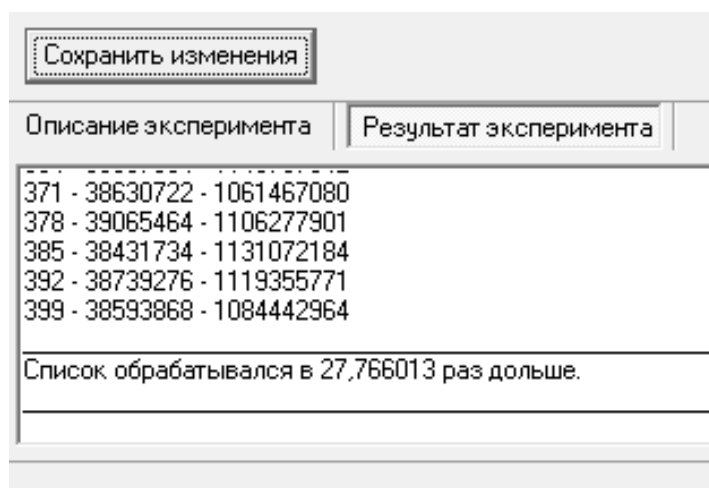 Сохранить изменения
Описание эксперимента
Результат эксперимента
371 - 38630722 - 1061467080
378 - 39065464 - 1106277901
385 - 38431734 - 1131072184
392 - 38739276 - 1119355771
399 - 38593868 - 1084442964
Список обрабатывался в 27,766013 раз дольше.